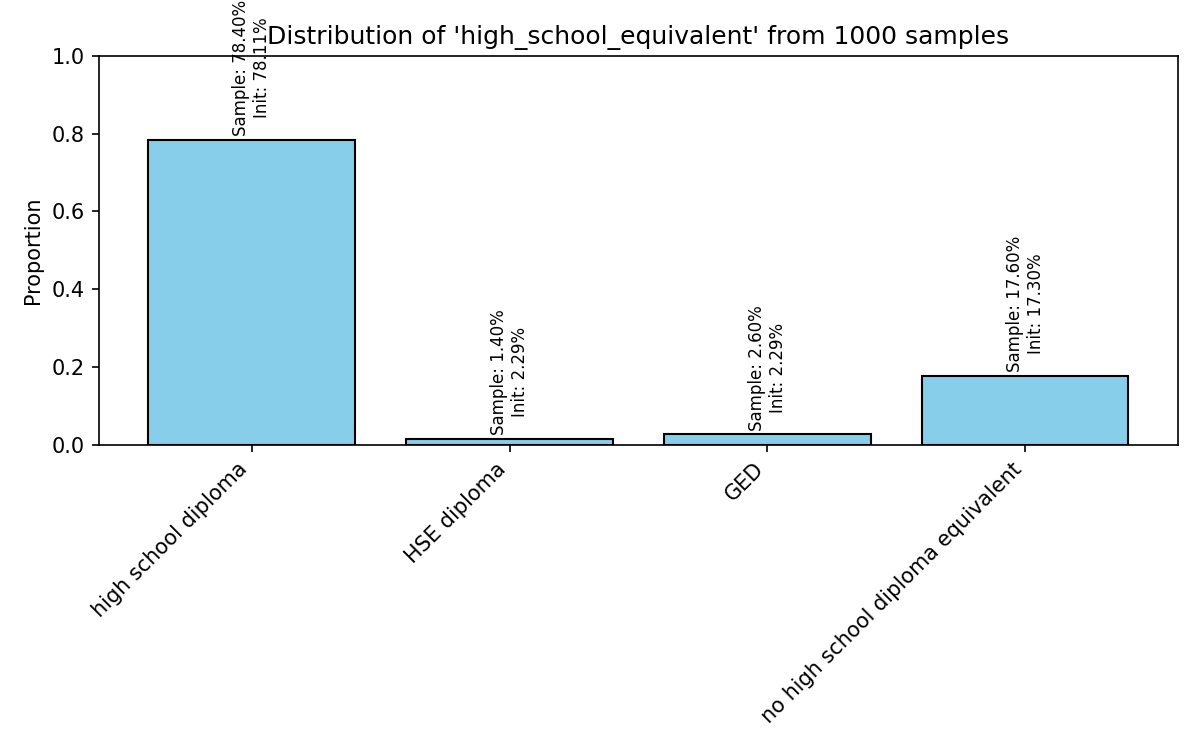 Distribution of 'high_school_equivalent' from 1000 samples
Proportion
1.0
0.8
0.6
0.4
0.2
0.0
Sample: 78.40%
Init: 78.11%
Sample: 1.40%
Init: 2.29%
Sample: 2.60%
Init: 2.29%
Sample: 17.60%
Init: 17.30%
high school diploma
HSE diploma
GED
no high school diploma equivalent